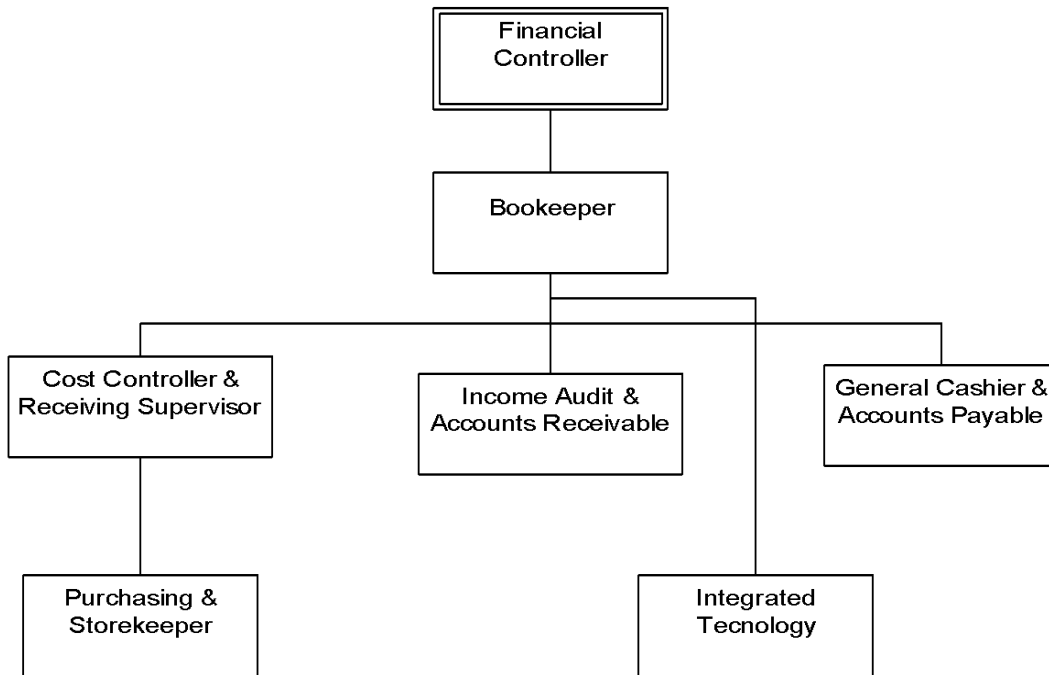 Financial
Controller
Bookeeper
Cost Controller &
Receiving Supervisor
Income Audit &
Accounts Receivable
General Cashier &
Accounts Payable
Purchasing &
Storekeeper
Integrated
Tecnology